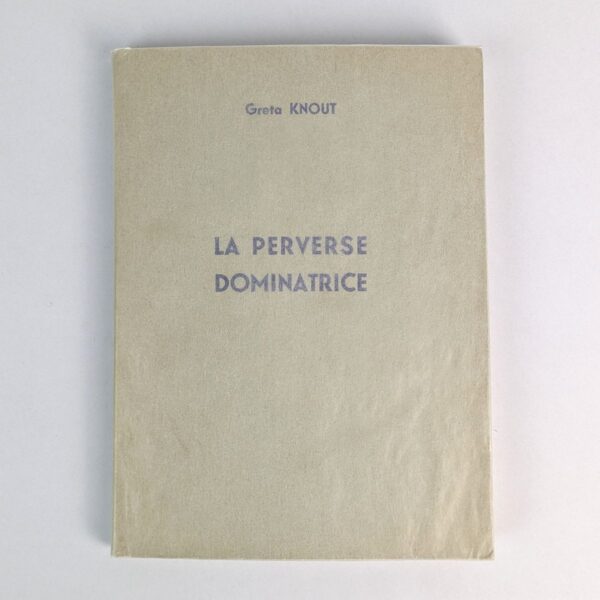 Greta KNOUT
LA PERVERSE
DOMINATRICE